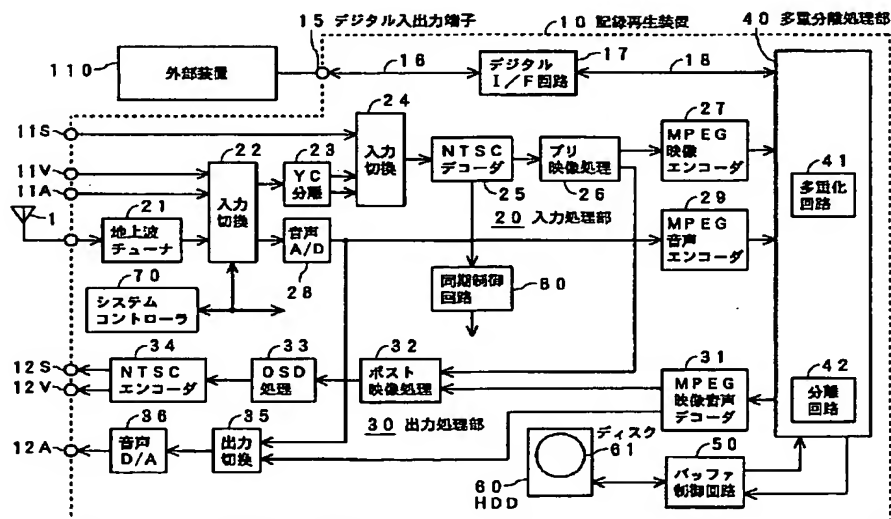 15 デジタル入出力端子
10 記録再生装置
40 多重分離処理部
110
外部装置
16
デジタル
I/F回路
17
18
11S
24
入力
切換
27
MPEG
映像
エンコーダ
11V
11A
22
入力
切換
23
YC
分離
NTSC
デコーダ
25
プリ
映像処理
26
41
多重化
回路
1
21
地上波
チューナ
音声
A/D
28
20 入力処理部
29
MPEG
音声
エンコーダ
70
システム
コントローラ
同期制御
回路
80
12S
12V
34
NTSC
エンコーダ
33
OSD
処理
32
ポスト
映像処理
31
MPEG
映像音声
デコーダ
42
分離
回路
30 出力処理部
12A
36
音声
D/A
35
出力
切換
ディスク
61
60
HDD
50
バッファ
制御回路